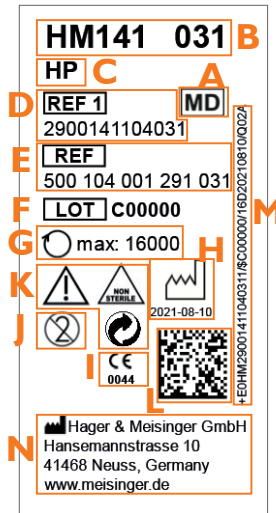 HM141 031 B
HP C
A
D REF 1 MD
2900141104031
E REF
500 104 001 291 031
F LOT C00000
G max: 16000
H
K NON STERILE
2021-08-10
J 2
I CE
0044
L
M +E0HM29001411040311/$C00000/16D20210810/Q02A
N Hager & Meisinger GmbH
Hansemannstrasse 10
41468 Neuss, Germany
www.meisinger.de